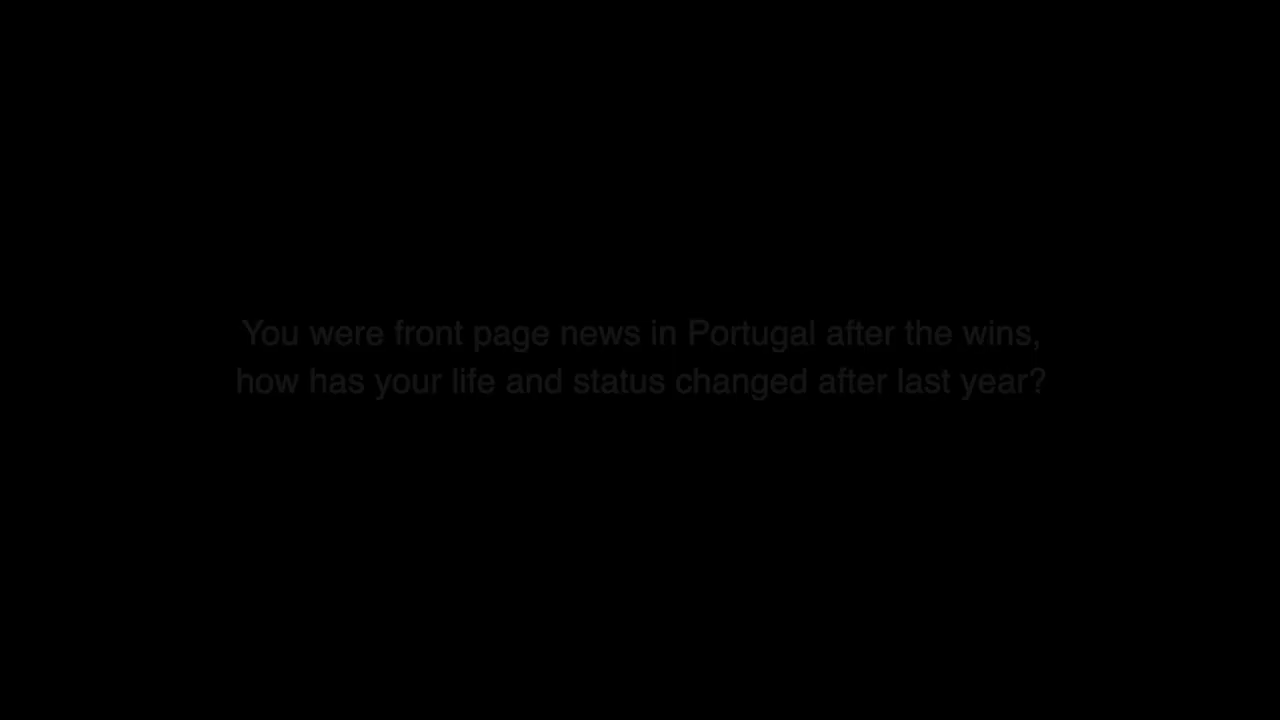 You were front page news in Portugal after the wins,
how has your life and status changed after last year?